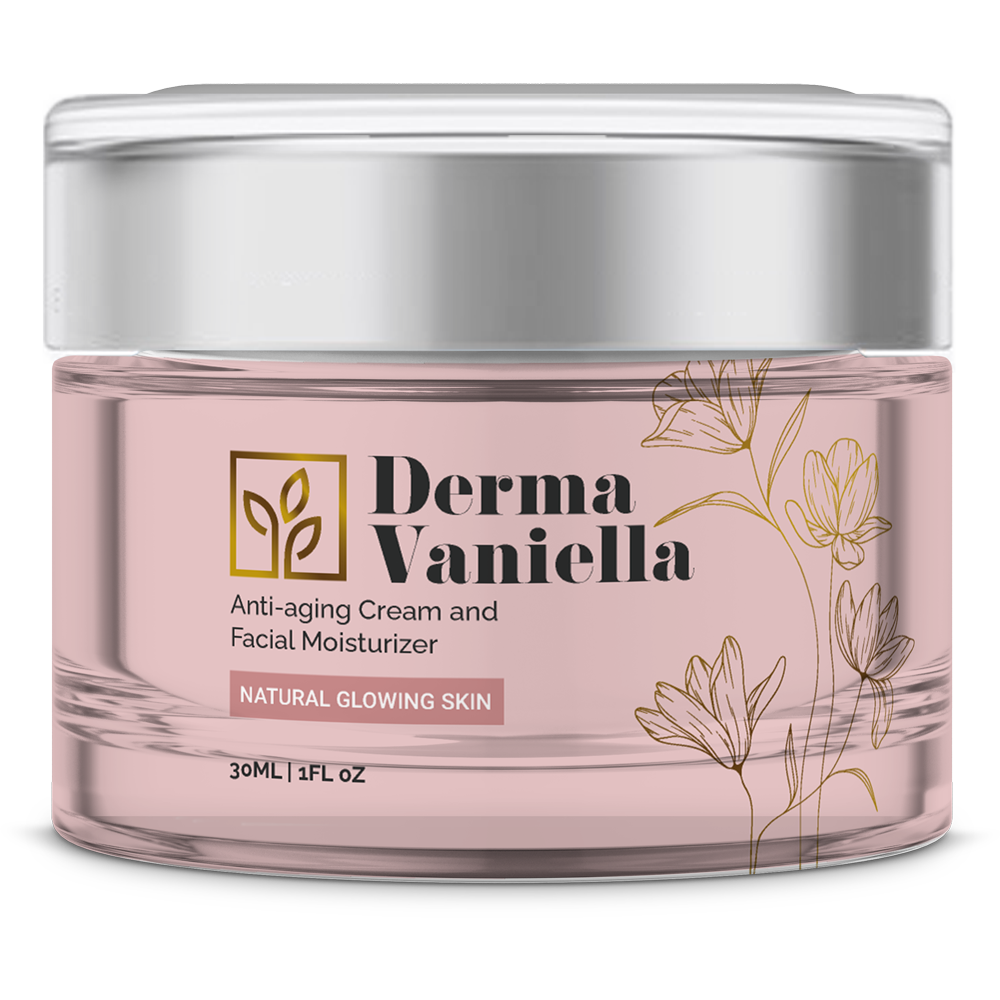 Derma
Vaniella
Anti-aging Cream and
Facial Moisturizer
NATURAL GLOWING SKIN
30ML | 1FL OZ